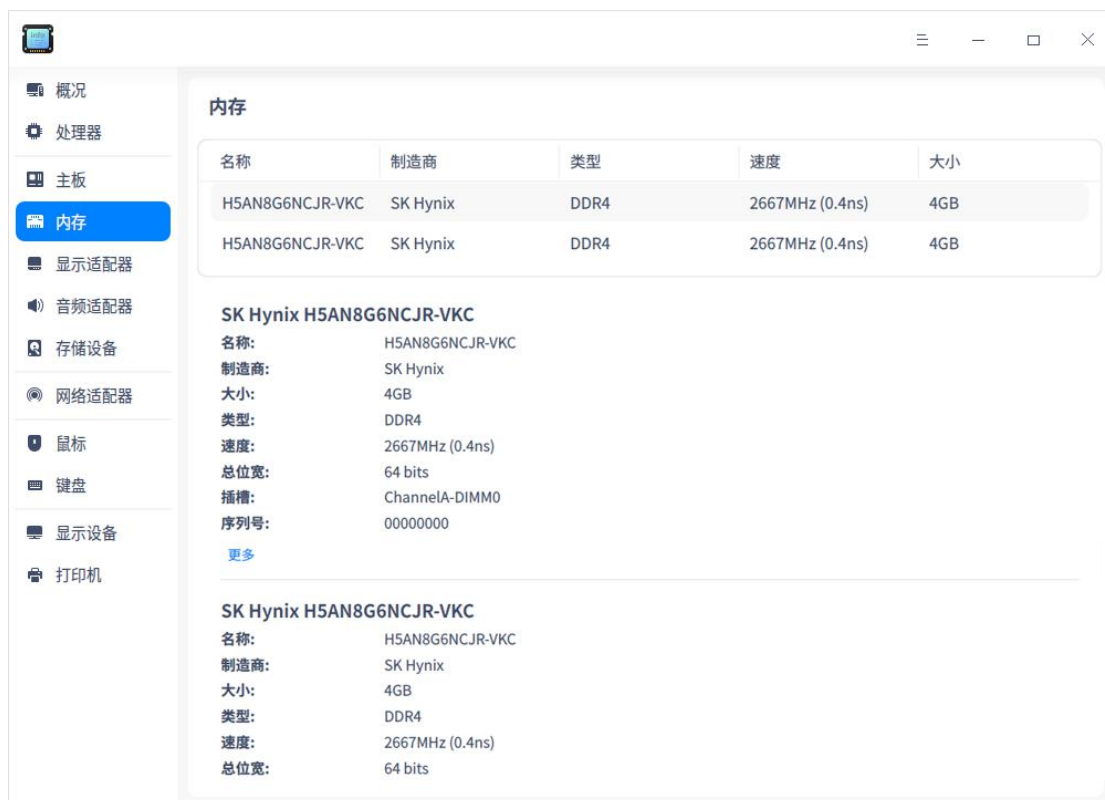 概况
处理器
主板
内存
显示适配器
音频适配器
存储设备
网络适配器
鼠标
键盘
显示设备
打印机
内存
名称 制造商 类型 速度 大小
H5AN8G6NCJR-VKC SK Hynix DDR4 2667MHz (0.4ns) 4GB
H5AN8G6NCJR-VKC SK Hynix DDR4 2667MHz (0.4ns) 4GB
SK Hynix H5AN8G6NCJR-VKC
名称: H5AN8G6NCJR-VKC
制造商: SK Hynix
大小: 4GB
类型: DDR4
速度: 2667MHz (0.4ns)
总位宽: 64 bits
插槽: ChannelA-DIMM0
序列号: 00000000
更多
SK Hynix H5AN8G6NCJR-VKC
名称: H5AN8G6NCJR-VKC
制造商: SK Hynix
大小: 4GB
类型: DDR4
速度: 2667MHz (0.4ns)
总位宽: 64 bits